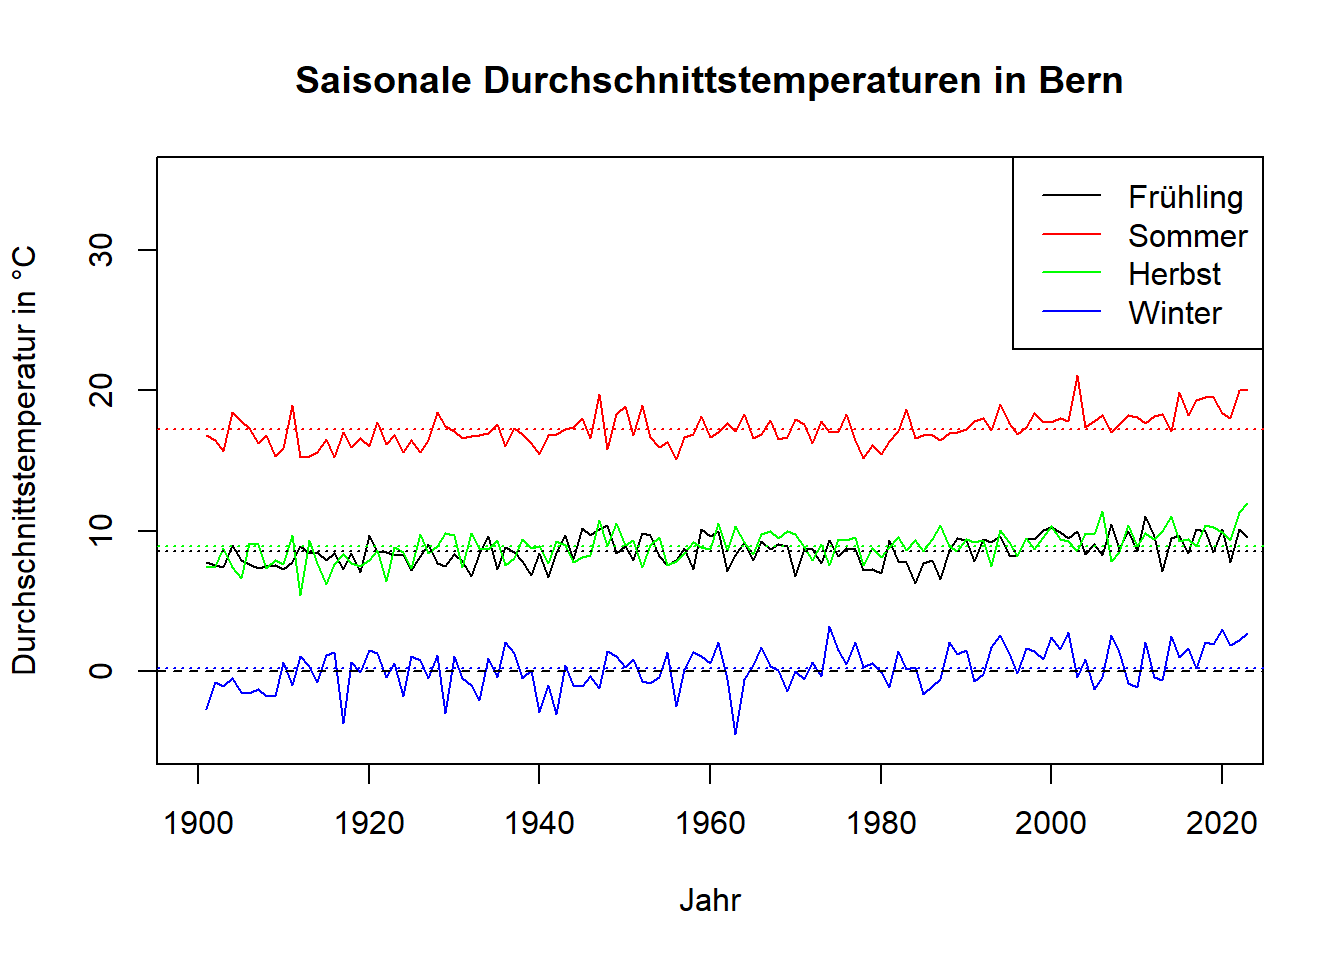 Saisonale Durchschnittstemperaturen in Bern
Durchschnittstemperatur in °C
30
20
10
0
Frühling
Sommer
Herbst
Winter
1900 1920 1940 1960 1980 2000 2020
Jahr